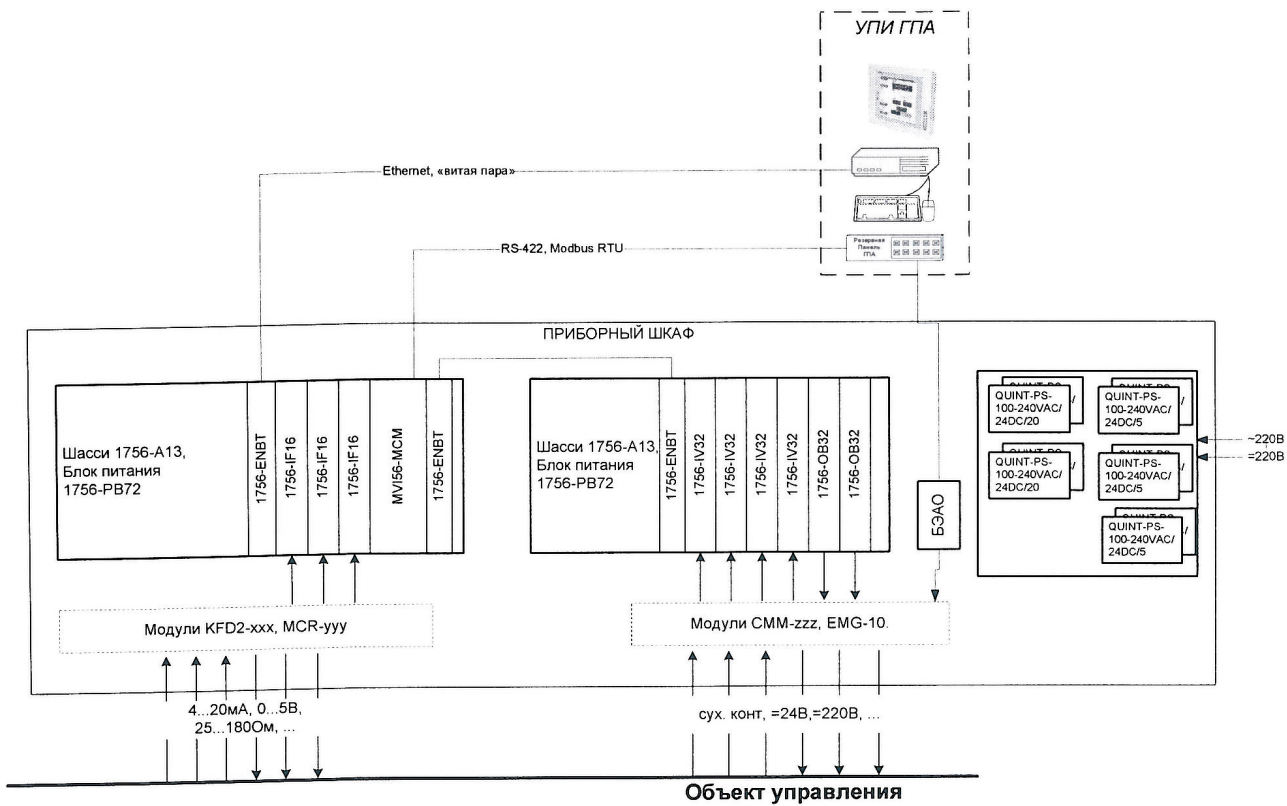 УПИ ГПА
Ethernet, «витая пара»
RS-422, Modbus RTU
Резервная
Панель
ГПА
ПРИБОРНЫЙ ШКАФ
Шасси 1756-A13,
Блок питания
1756-PB72
1756-ENBT
1756-IF16
1756-IF16
1756-IF16
MVI56-MCM
1756-ENBT
Шасси 1756-A13,
Блок питания
1756-PB72
1756-ENBT
1756-IV32
1756-IV32
1756-IV32
1756-IV32
1756-OB32
1756-OB32
БЭАО
QUINT-PS-
100-240VAC/
24DC/20
QUINT-PS-
100-240VAC/
24DC/5
QUINT-PS-
100-240VAC/
24DC/20
QUINT-PS-
100-240VAC/
24DC/5
QUINT-PS-
100-240VAC/
24DC/5
~220В
=220В
Модули KFD2-xxx, MCR-yyy
Модули CMM-zzz, EMG-10.
4...20мА, 0...5В,
25...180Ом, ...
сух. конт, =24В,=220В, ...
Объект управления